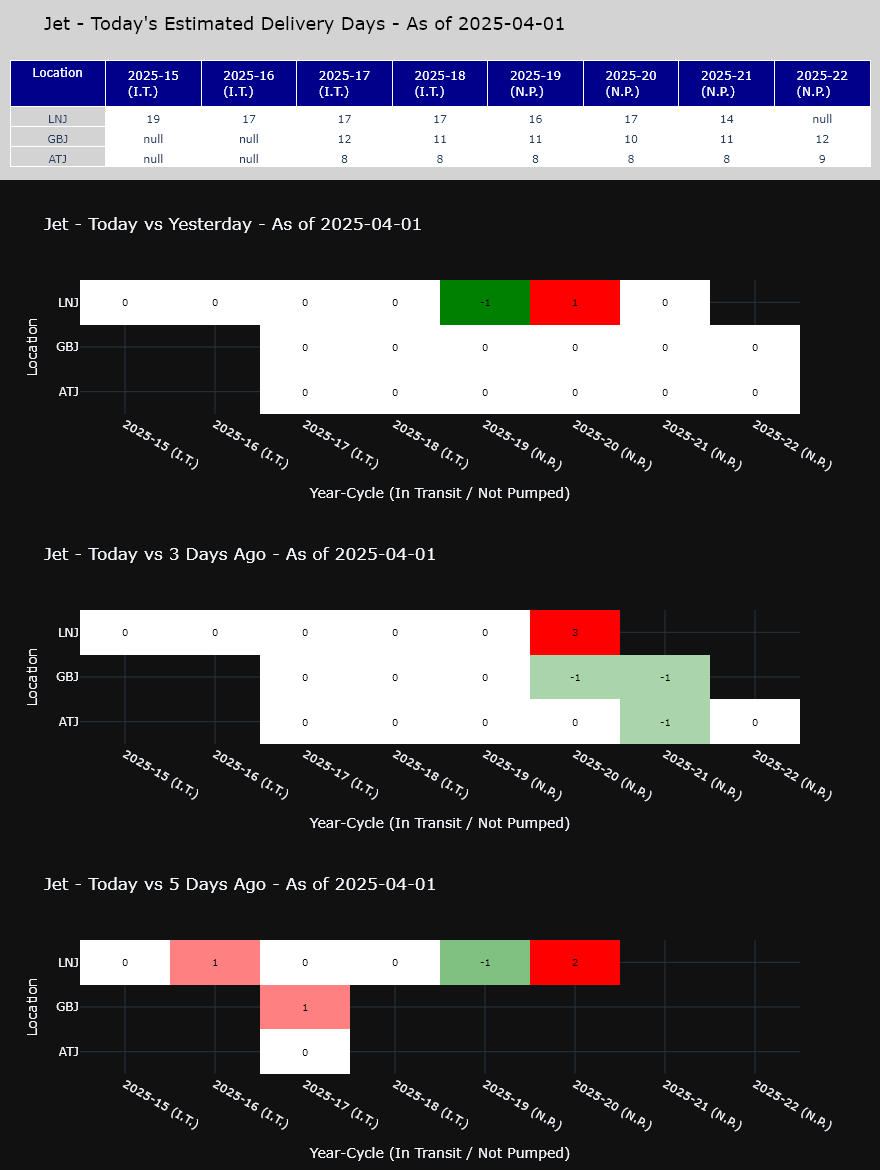 Jet - Today's Estimated Delivery Days - As of 2025-04-01
Location 2025-15 (I.T.) 2025-16 (I.T.) 2025-17 (I.T.) 2025-18 (I.T.) 2025-19 (N.P.) 2025-20 (N.P.) 2025-21 (N.P.) 2025-22 (N.P.)
LNJ 19 17 17 17 16 17 14 null
GBJ null null 12 11 11 10 11 12
ATJ null null 8 8 8 8 8 9
Jet - Today vs Yesterday - As of 2025-04-01
Location
LNJ 0 0 0 0 -1 1 0
GBJ 0 0 0 0 0 0
ATJ 0 0 0 0 0 0
2025-15 (I.T.) 2025-16 (I.T.) 2025-17 (I.T.) 2025-18 (I.T.) 2025-19 (N.P.) 2025-20 (N.P.) 2025-21 (N.P.) 2025-22 (N.P.)
Year-Cycle (In Transit / Not Pumped)
Jet - Today vs 3 Days Ago - As of 2025-04-01
Location
LNJ 0 0 0 0 0 3
GBJ 0 0 0 -1 -1
ATJ 0 0 0 0 -1 0
2025-15 (I.T.) 2025-16 (I.T.) 2025-17 (I.T.) 2025-18 (I.T.) 2025-19 (N.P.) 2025-20 (N.P.) 2025-21 (N.P.) 2025-22 (N.P.)
Year-Cycle (In Transit / Not Pumped)
Jet - Today vs 5 Days Ago - As of 2025-04-01
Location
LNJ 0 1 0 0 -1 2
GBJ 1
ATJ 0
2025-15 (I.T.) 2025-16 (I.T.) 2025-17 (I.T.) 2025-18 (I.T.) 2025-19 (N.P.) 2025-20 (N.P.) 2025-21 (N.P.) 2025-22 (N.P.)
Year-Cycle (In Transit / Not Pumped)